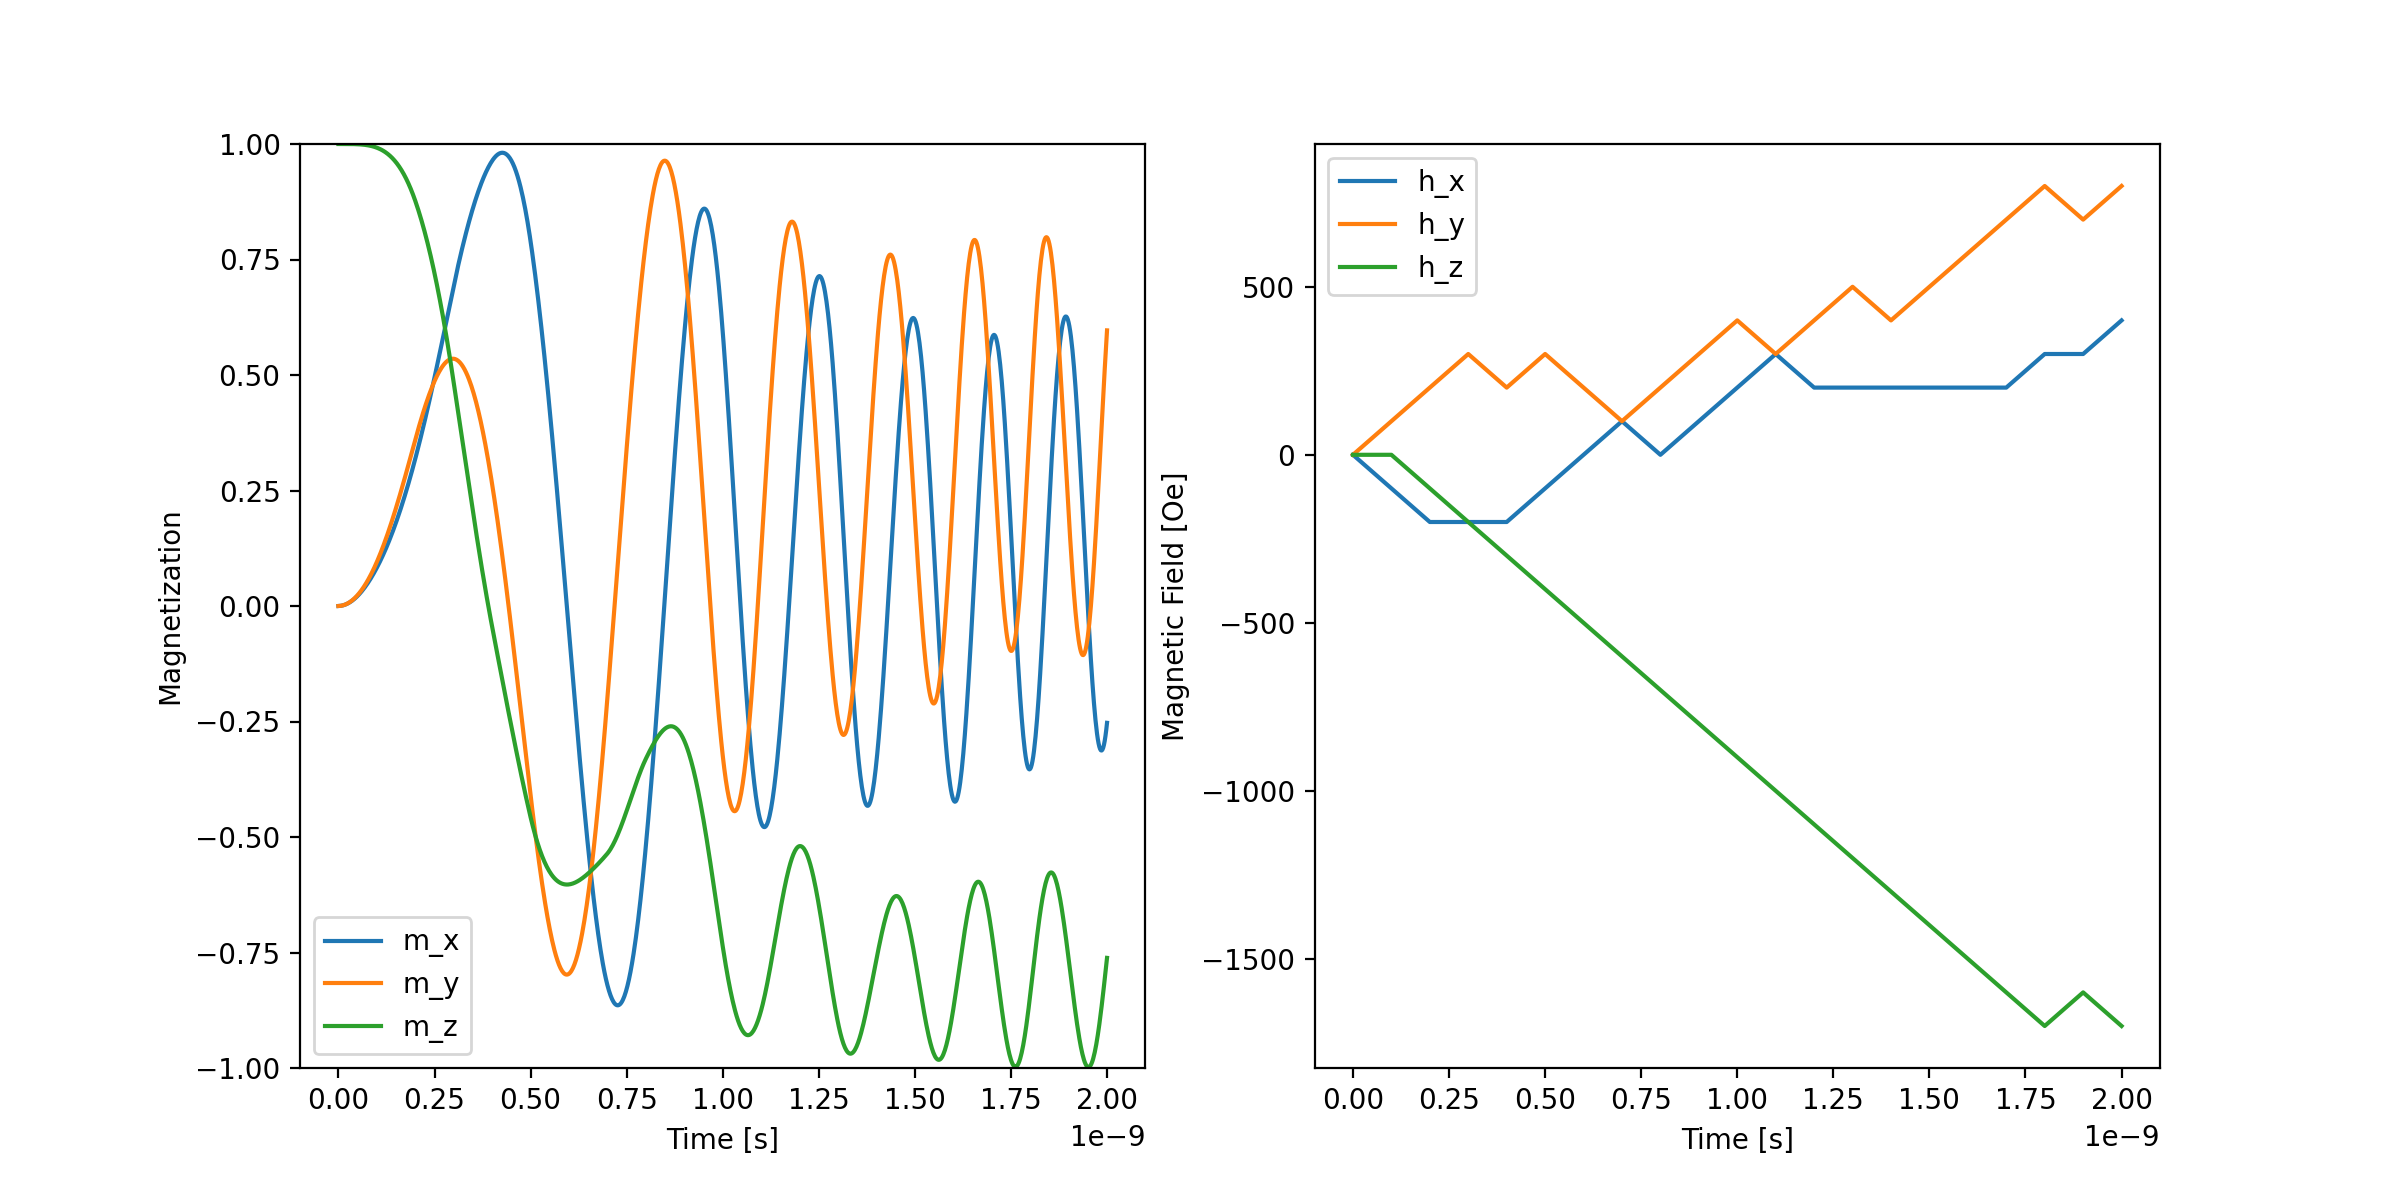 Magnetization
1.00
0.75
0.50
0.25
0.00
−0.25
−0.50
−0.75
−1.00
m_x
m_y
m_z
0.00 0.25 0.50 0.75 1.00 1.25 1.50 1.75 2.00
Time [s]
1e−9
Magnetic Field [Oe]
500
0
−500
−1000
−1500
h_x
h_y
h_z
0.00 0.25 0.50 0.75 1.00 1.25 1.50 1.75 2.00
Time [s]
1e−9